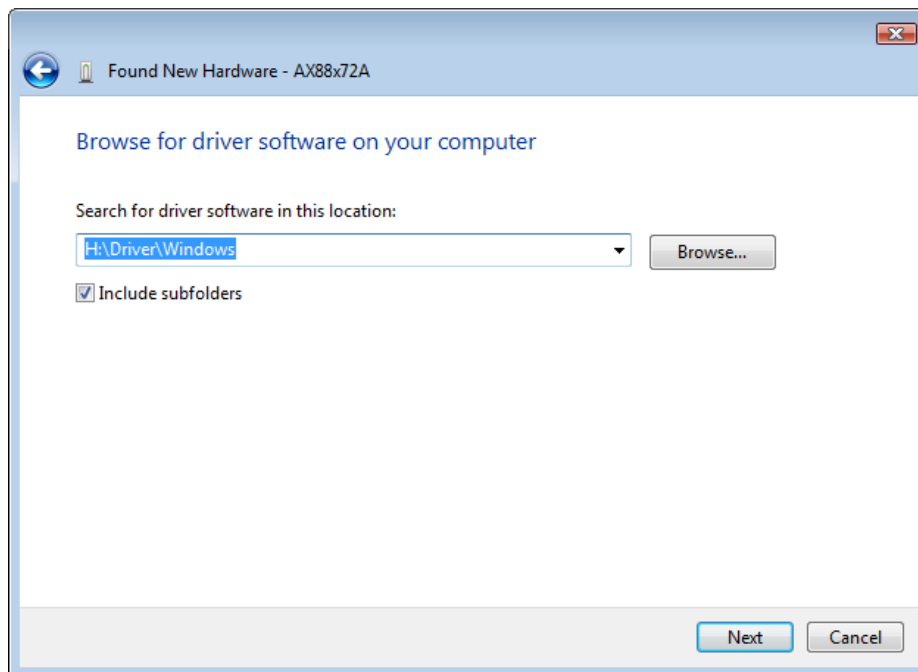 Found New Hardware - AX88x72A
Browse for driver software on your computer
Search for driver software in this location:
H:\Driver\Windows
Browse...
Include subfolders
Next
Cancel